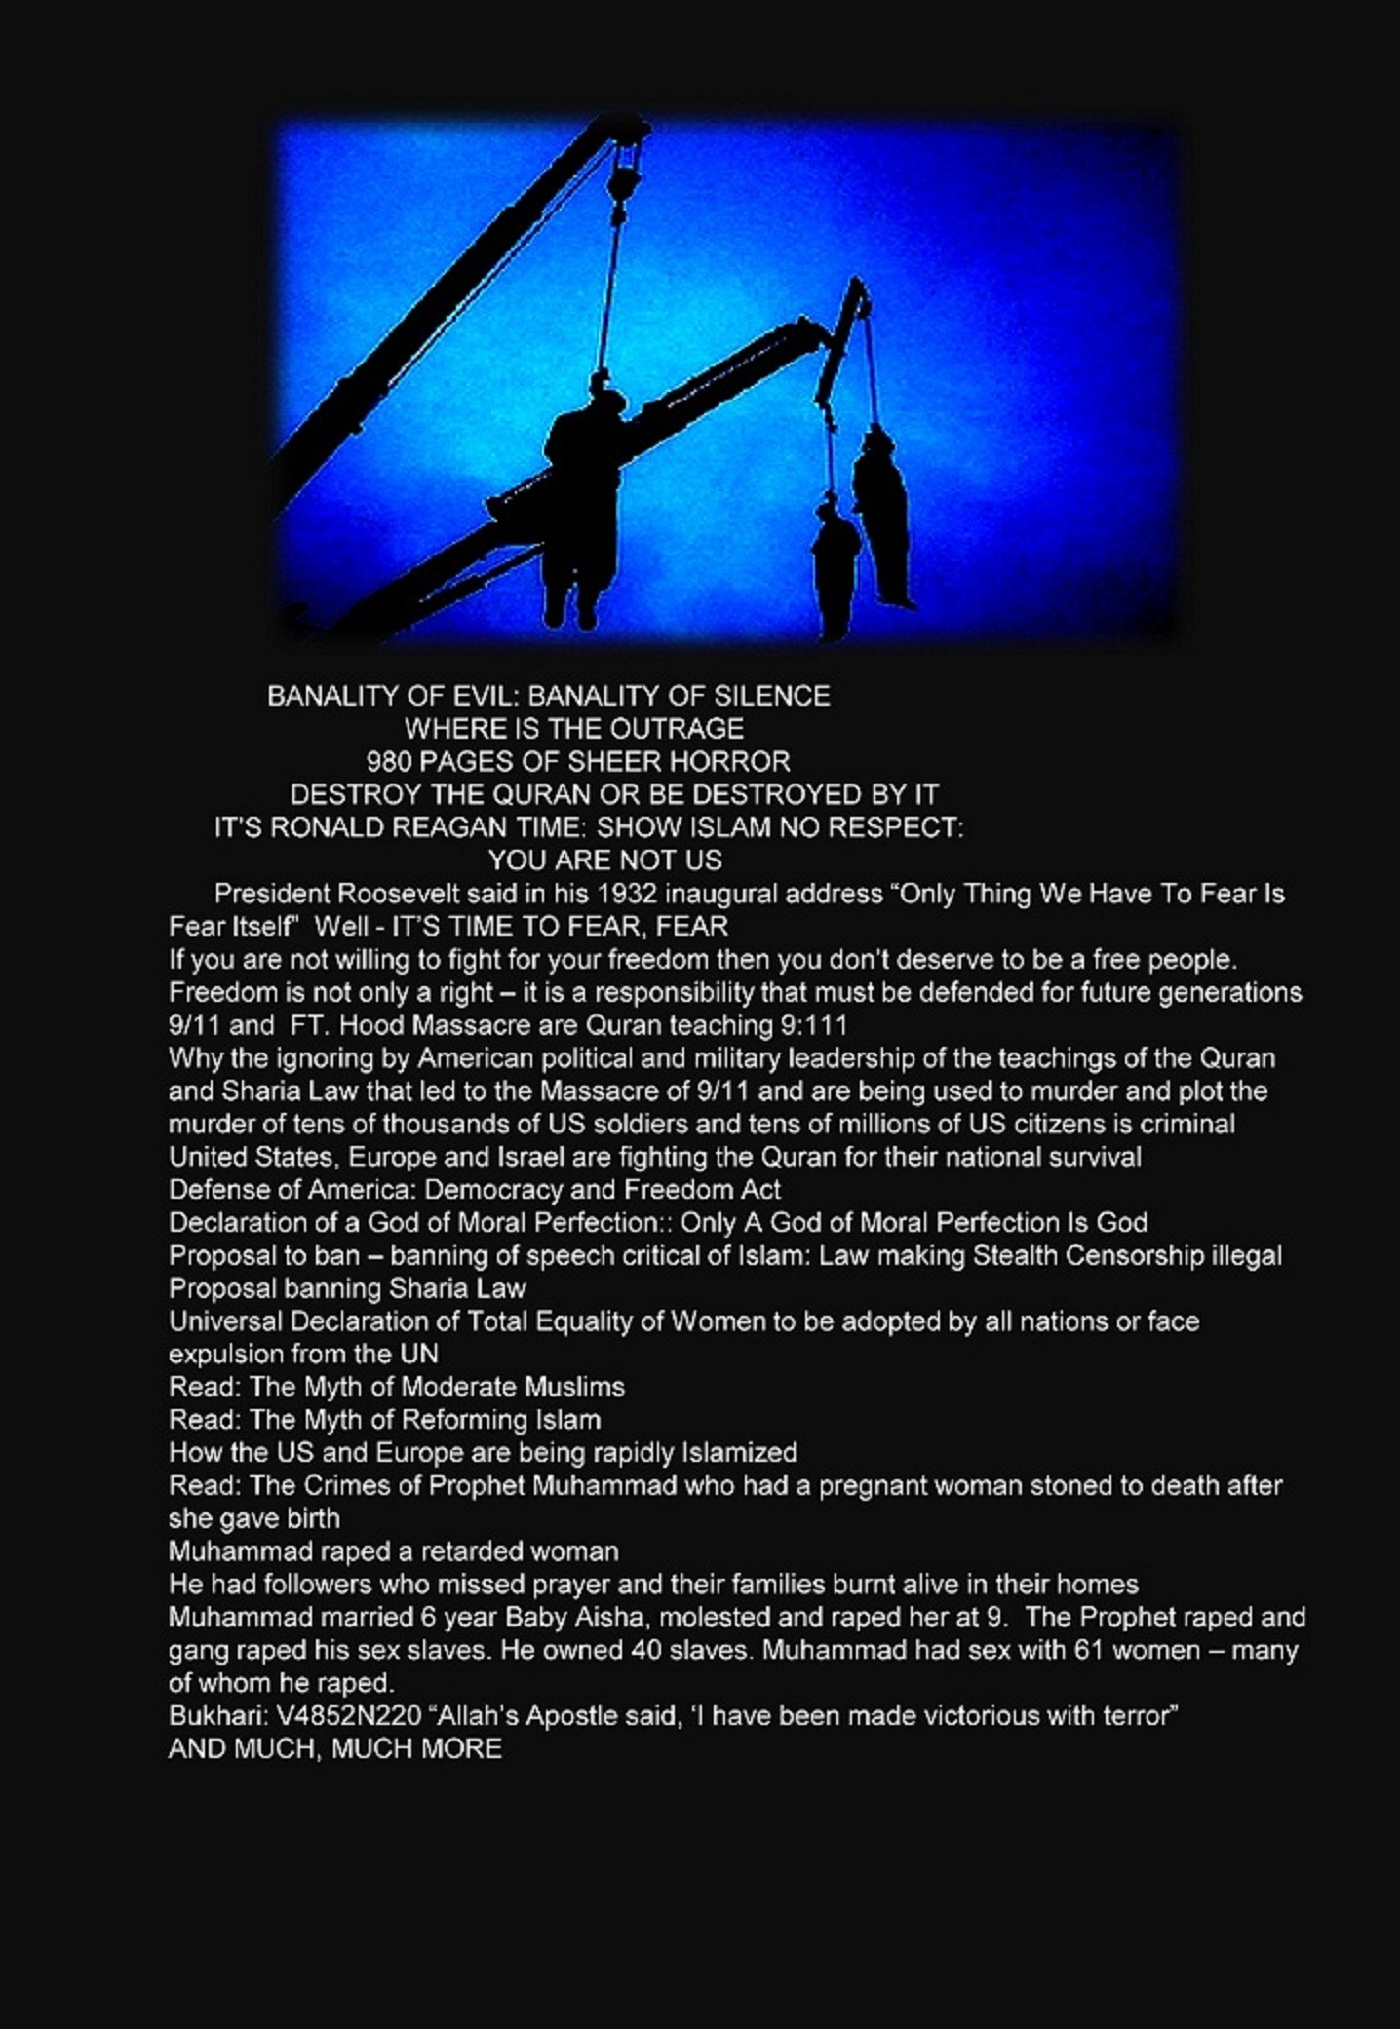 BANALITY OF EVIL: BANALITY OF SILENCE
WHERE IS THE OUTRAGE
980 PAGES OF SHEER HORROR
DESTROY THE QURAN OR BE DESTROYED BY IT
IT'S RONALD REAGAN TIME: SHOW ISLAM NO RESPECT:
YOU ARE NOT US
President Roosevelt said in his 1932 inaugural address “Only Thing We Have To Fear Is
Fear Itself”  Well - IT'S TIME TO FEAR, FEAR
If you are not willing to fight for your freedom then you don't deserve to be a free people.
Freedom is not only a right – it is a responsibility that must be defended for future generations
9/11 and  FT. Hood Massacre are Quran teaching 9:111
Why the ignoring by American political and military leadership of the teachings of the Quran
and Sharia Law that led to the Massacre of 9/11 and are being used to murder and plot the
murder of tens of thousands of US soldiers and tens of millions of US citizens is criminal
United States, Europe and Israel are fighting the Quran for their national survival
Defense of America: Democracy and Freedom Act
Declaration of a God of Moral Perfection:: Only A God of Moral Perfection Is God
Proposal to ban – banning of speech critical of Islam: Law making Stealth Censorship illegal
Proposal banning Sharia Law
Universal Declaration of Total Equality of Women to be adopted by all nations or face
expulsion from the UN
Read: The Myth of Moderate Muslims
Read: The Myth of Reforming Islam
How the US and Europe are being rapidly Islamized
Read: The Crimes of Prophet Muhammad who had a pregnant woman stoned to death after
she gave birth
Muhammad raped a retarded woman
He had followers who missed prayer and their families burnt alive in their homes
Muhammad married 6 year Baby Aisha, molested and raped her at 9.  The Prophet raped and
gang raped his sex slaves. He owned 40 slaves. Muhammad had sex with 61 women – many
of whom he raped.
Bukhari: V4852N220 “Allah's Apostle said, ‘I have been made victorious with terror”
AND MUCH, MUCH MORE